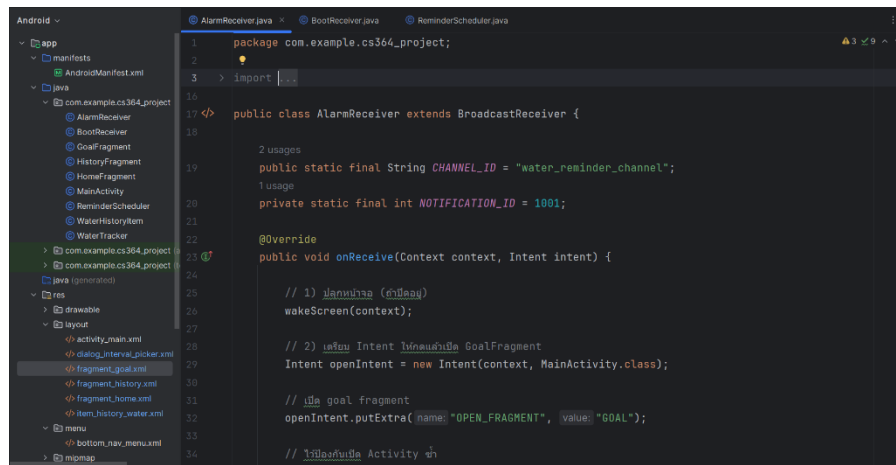 Android
app
manifests
AndroidManifest.xml
java
com.example.cs364_project
AlarmReceiver
BootReceiver
GoalFragment
HistoryFragment
HomeFragment
MainActivity
ReminderScheduler
WaterHistoryItem
WaterTracker
com.example.cs364_project
com.example.cs364_project
java (generated)
res
drawable
layout
activity_main.xml
dialog_interval_picker.xml
fragment_goal.xml
fragment_history.xml
fragment_home.xml
item_history_water.xml
menu
bottom_nav_menu.xml
mipmap
AlarmReceiver.java × BootReceiver.java ReminderScheduler.java
3 9
1 package com.example.cs364_project;
2
3 import ...
16
17 public class AlarmReceiver extends BroadcastReceiver {
18
2 usages
19 public static final String CHANNEL_ID = "water_reminder_channel";
1 usage
20 private static final int NOTIFICATION_ID = 1001;
21
22 @Override
23 public void onReceive(Context context, Intent intent) {
24
25 // 1) ปลุกหน้าจอ (ถ้าปิดอยู่)
26 wakeScreen(context);
27
28 // 2) เตรียม Intent ให้กดแล้วเปิด GoalFragment
29 Intent openIntent = new Intent(context, MainActivity.class);
30
31 // เปิด goal fragment
32 openIntent.putExtra( name: "OPEN_FRAGMENT", value: "GOAL");
33
34 // ไว้ป้องกันเปิด Activity ซ้ำ